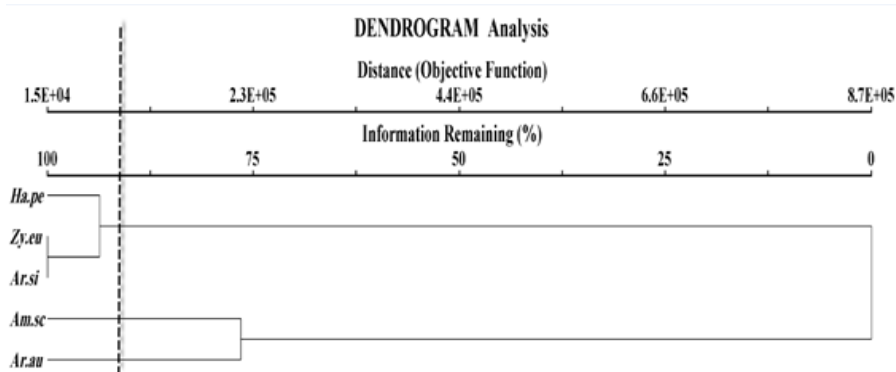 DENDROGRAM Analysis
Distance (Objective Function)
1.5E+04 2.3E+05 4.4E+05 6.6E+05 8.7E+05
Information Remaining (%)
100 75 50 25 0
Ha.pe
Zy.eu
Ar.si
Am.sc
Ar.au